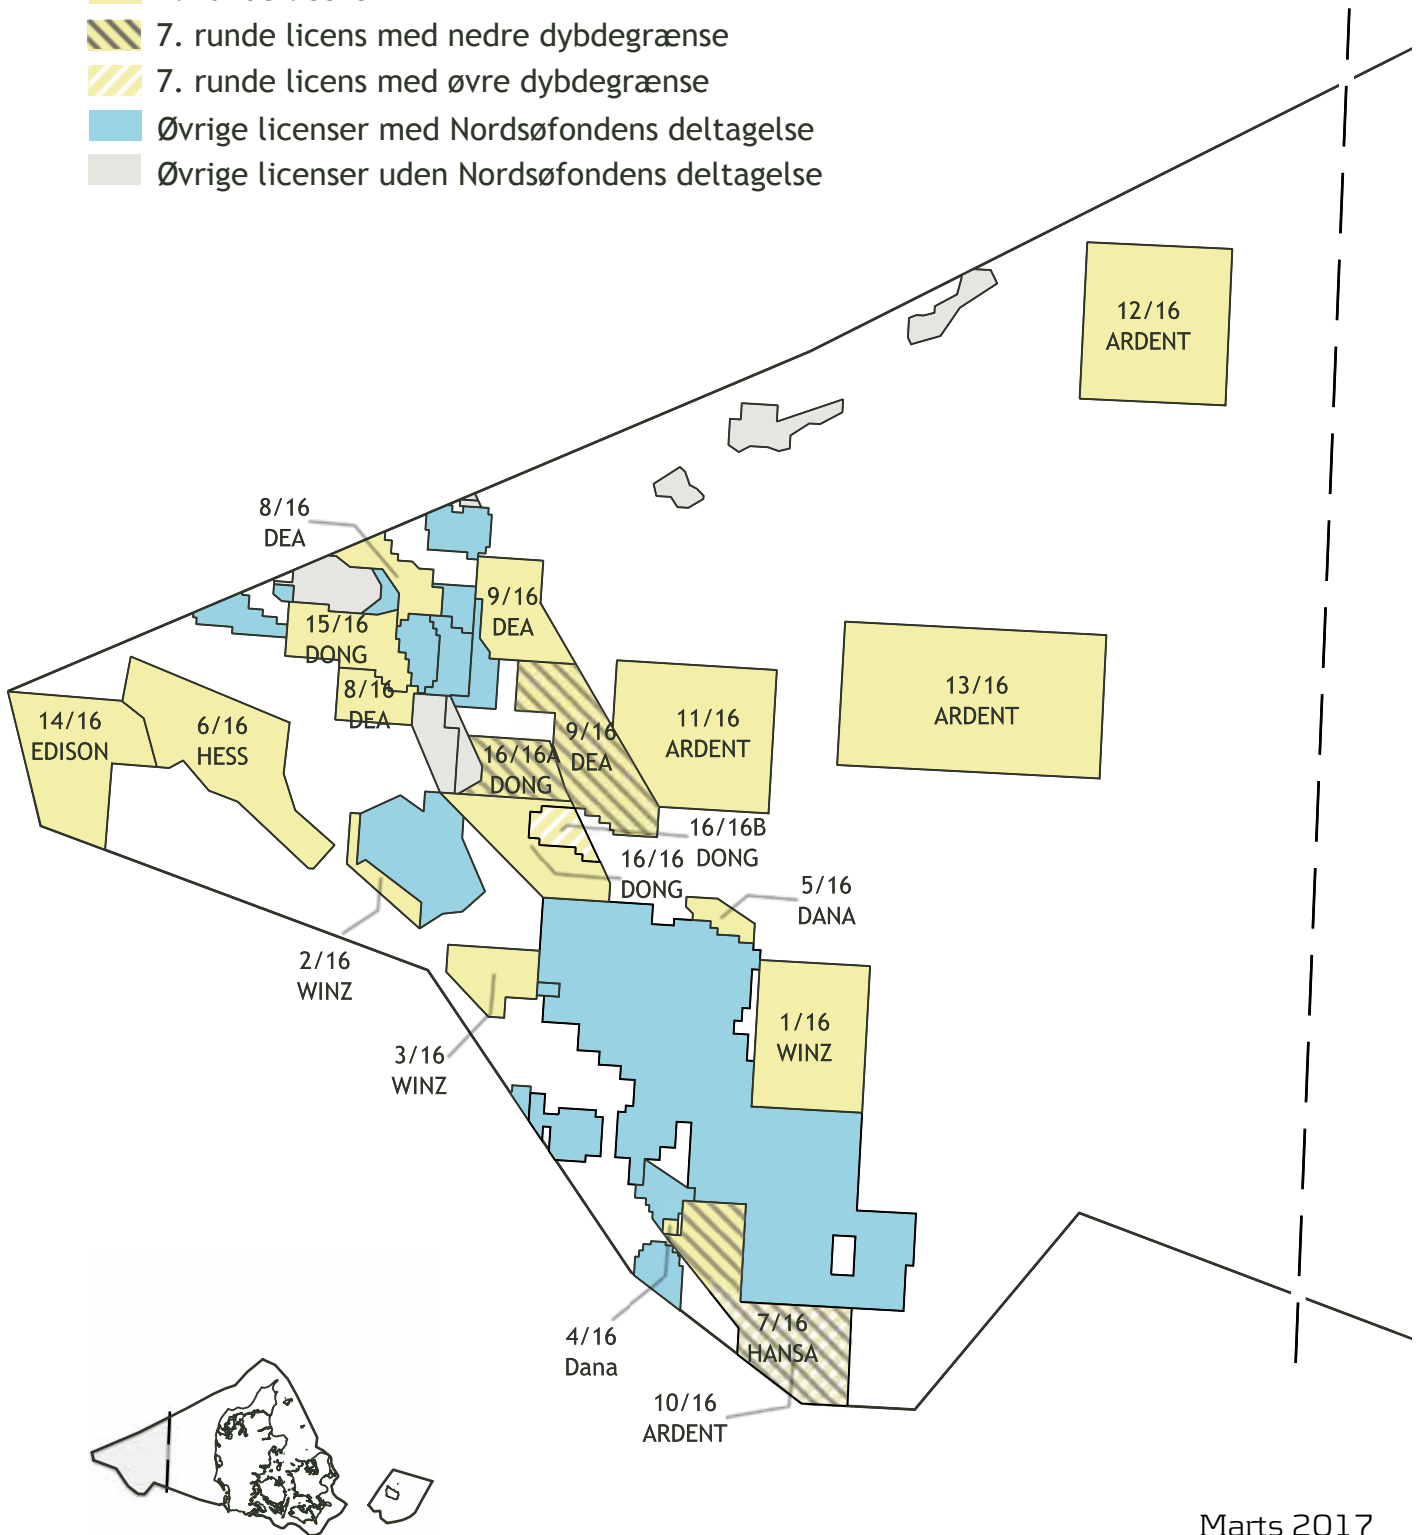 7. runde licens med nedre dybdegrænse
7. runde licens med øvre dybdegrænse
Øvrige licenser med Nordsøfondens deltagelse
Øvrige licenser uden Nordsøfondens deltagelse
12/16
ARDENT
8/16
DEA
9/16
DEA
15/16
DONG
8/16
DEA
14/16
EDISON
6/16
HESS
13/16
ARDENT
11/16
ARDENT
9/16
DEA
16/16A
DONG
16/16B
DONG
16/16
DONG
5/16
DANA
2/16
WINZ
3/16
WINZ
1/16
WINZ
4/16
Dana
7/16
HANSA
10/16
ARDENT
Marts 2017